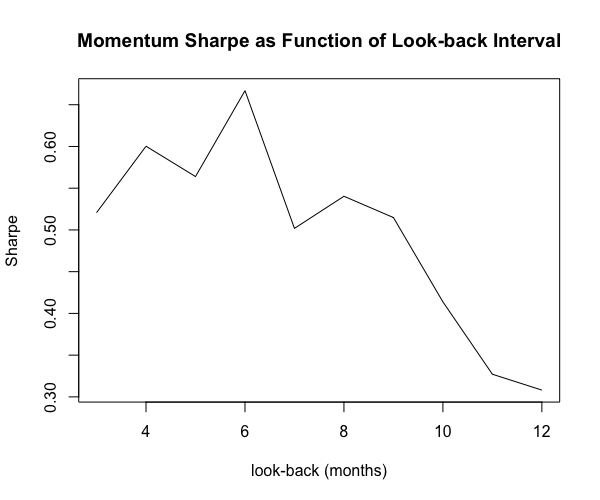 Momentum Sharpe as Function of Look-back Interval
Sharpe
0.60
0.50
0.40
0.30
4 6 8 10 12
look-back (months)